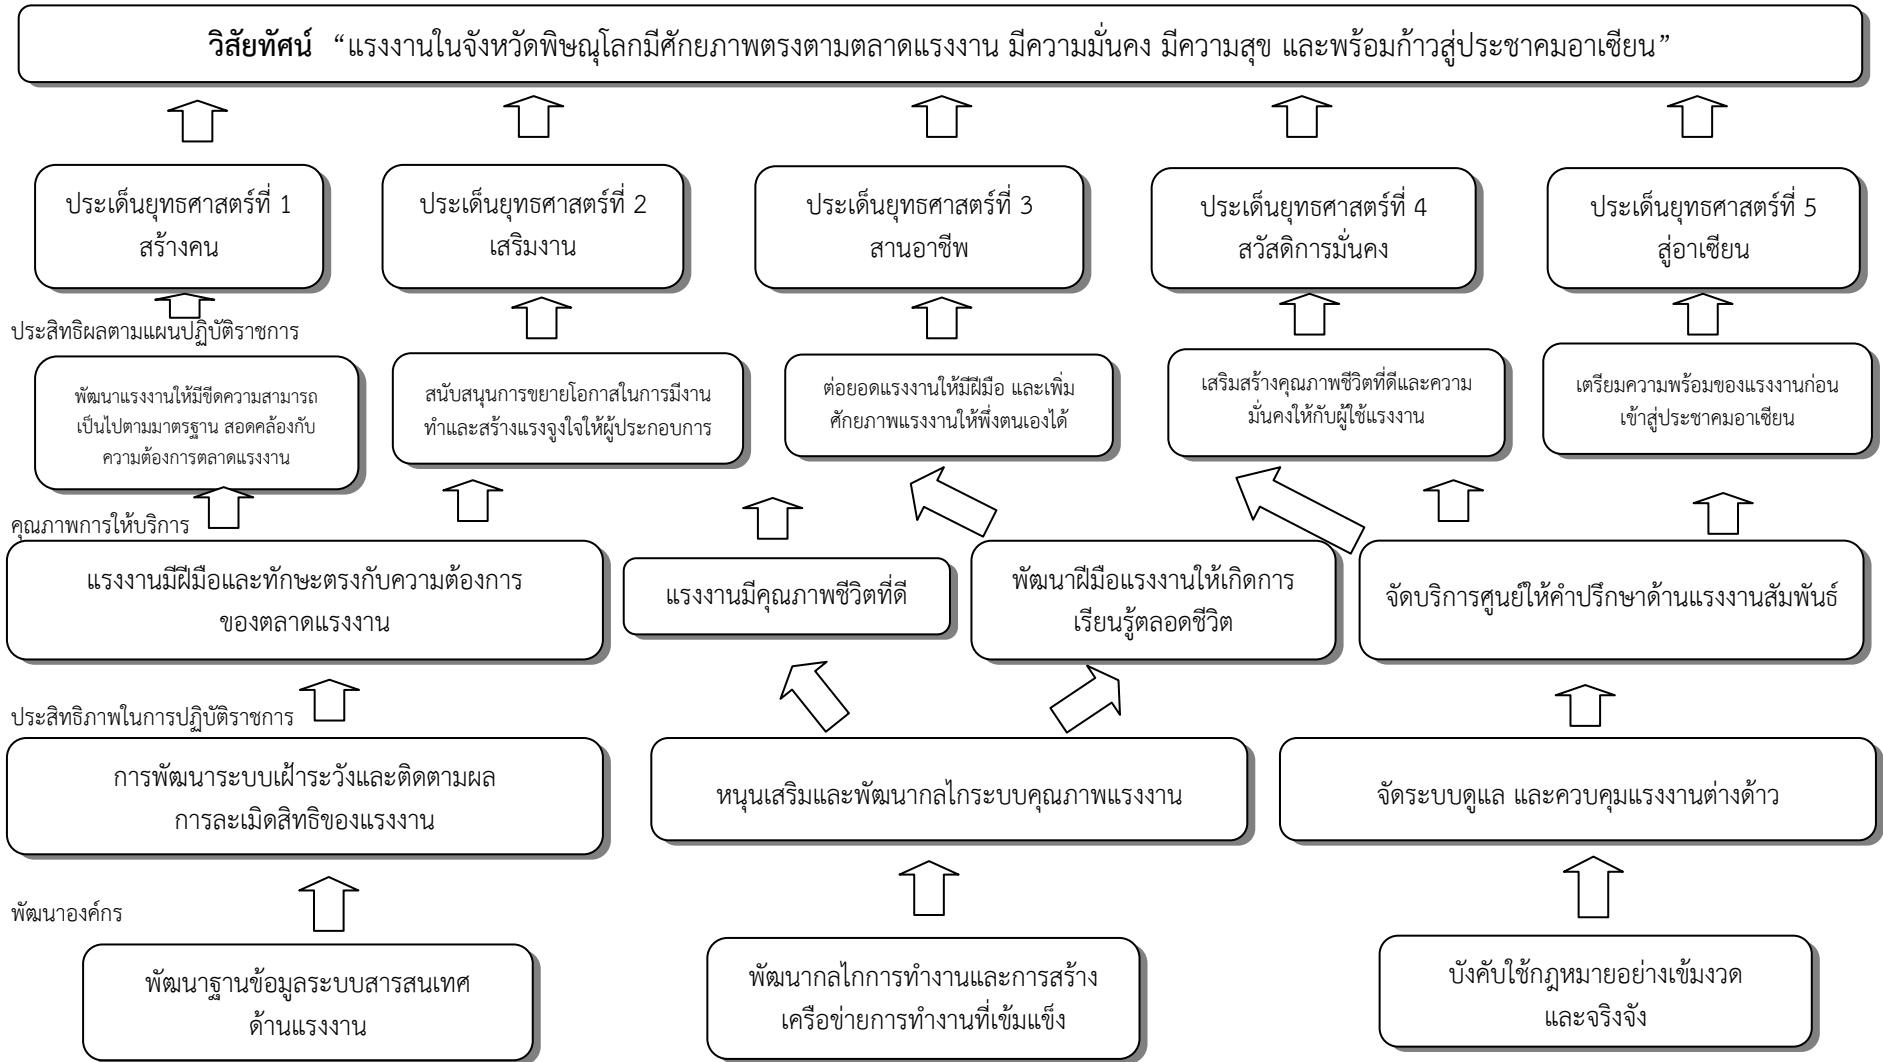 วิสัยทัศน์ “แรงงานในจังหวัดพิษณุโลกมีศักยภาพตรงตามตลาดแรงงาน มีความมั่นคง มีความสุข และพร้อมก้าวสู่ประชาคมอาเซียน”
ประเด็นยุทธศาสตร์ที่ 1
สร้างคน
ประเด็นยุทธศาสตร์ที่ 2
เสริมงาน
ประเด็นยุทธศาสตร์ที่ 3
สานอาชีพ
ประเด็นยุทธศาสตร์ที่ 4
สวัสดิการมั่นคง
ประเด็นยุทธศาสตร์ที่ 5
สู่อาเซียน
ประสิทธิผลตามแผนปฏิบัติราชการ
พัฒนาแรงงานให้มีขีดความสามารถ
เป็นไปตามมาตรฐาน สอดคล้องกับ
ความต้องการตลาดแรงงาน
สนับสนุนการขยายโอกาสในการมีงาน
ทำและสร้างแรงจูงใจให้ผู้ประกอบการ
ต่อยอดแรงงานให้มีฝีมือ และเพิ่ม
ศักยภาพแรงงานให้พึ่งตนเองได้
เสริมสร้างคุณภาพชีวิตที่ดีและความ
มั่นคงให้กับผู้ใช้แรงงาน
เตรียมความพร้อมของแรงงานก่อน
เข้าสู่ประชาคมอาเซียน
คุณภาพการให้บริการ
แรงงานมีฝีมือและทักษะตรงกับความต้องการ
ของตลาดแรงงาน
แรงงานมีคุณภาพชีวิตที่ดี
พัฒนาฝีมือแรงงานให้เกิดการ
เรียนรู้ตลอดชีวิต
จัดบริการศูนย์ให้คำปรึกษาด้านแรงงานสัมพันธ์
ประสิทธิภาพในการปฏิบัติราชการ
การพัฒนาระบบเฝ้าระวังและติดตามผล
การละเมิดสิทธิของแรงงาน
หนุนเสริมและพัฒนากลไกระบบคุณภาพแรงงาน
จัดระบบดูแล และควบคุมแรงงานต่างด้าว
พัฒนาองค์กร
พัฒนาฐานข้อมูลระบบสารสนเทศ
ด้านแรงงาน
พัฒนากลไกการทำงานและการสร้าง
เครือข่ายการทำงานที่เข้มแข็ง
บังคับใช้กฎหมายอย่างเข้มงวด
และจริงจัง